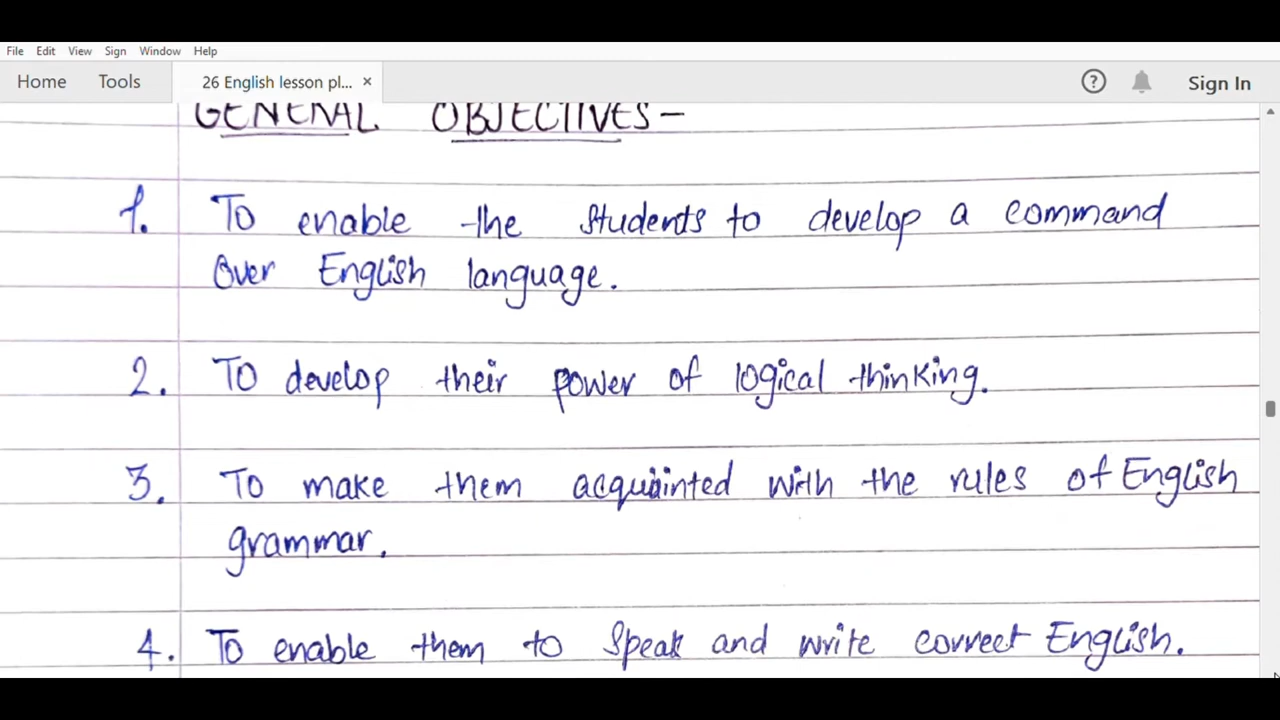 File Edit View Sign Window Help
Home Tools 26 English lesson pl... × ? Sign In
GENERAL OBJECTIVES-
1. To enable the students to develop a command
over English language.
2. To develop their power of logical thinking.
3. To make them acquainted with the rules of English
grammar.
4. To enable them to speak and write correct English.